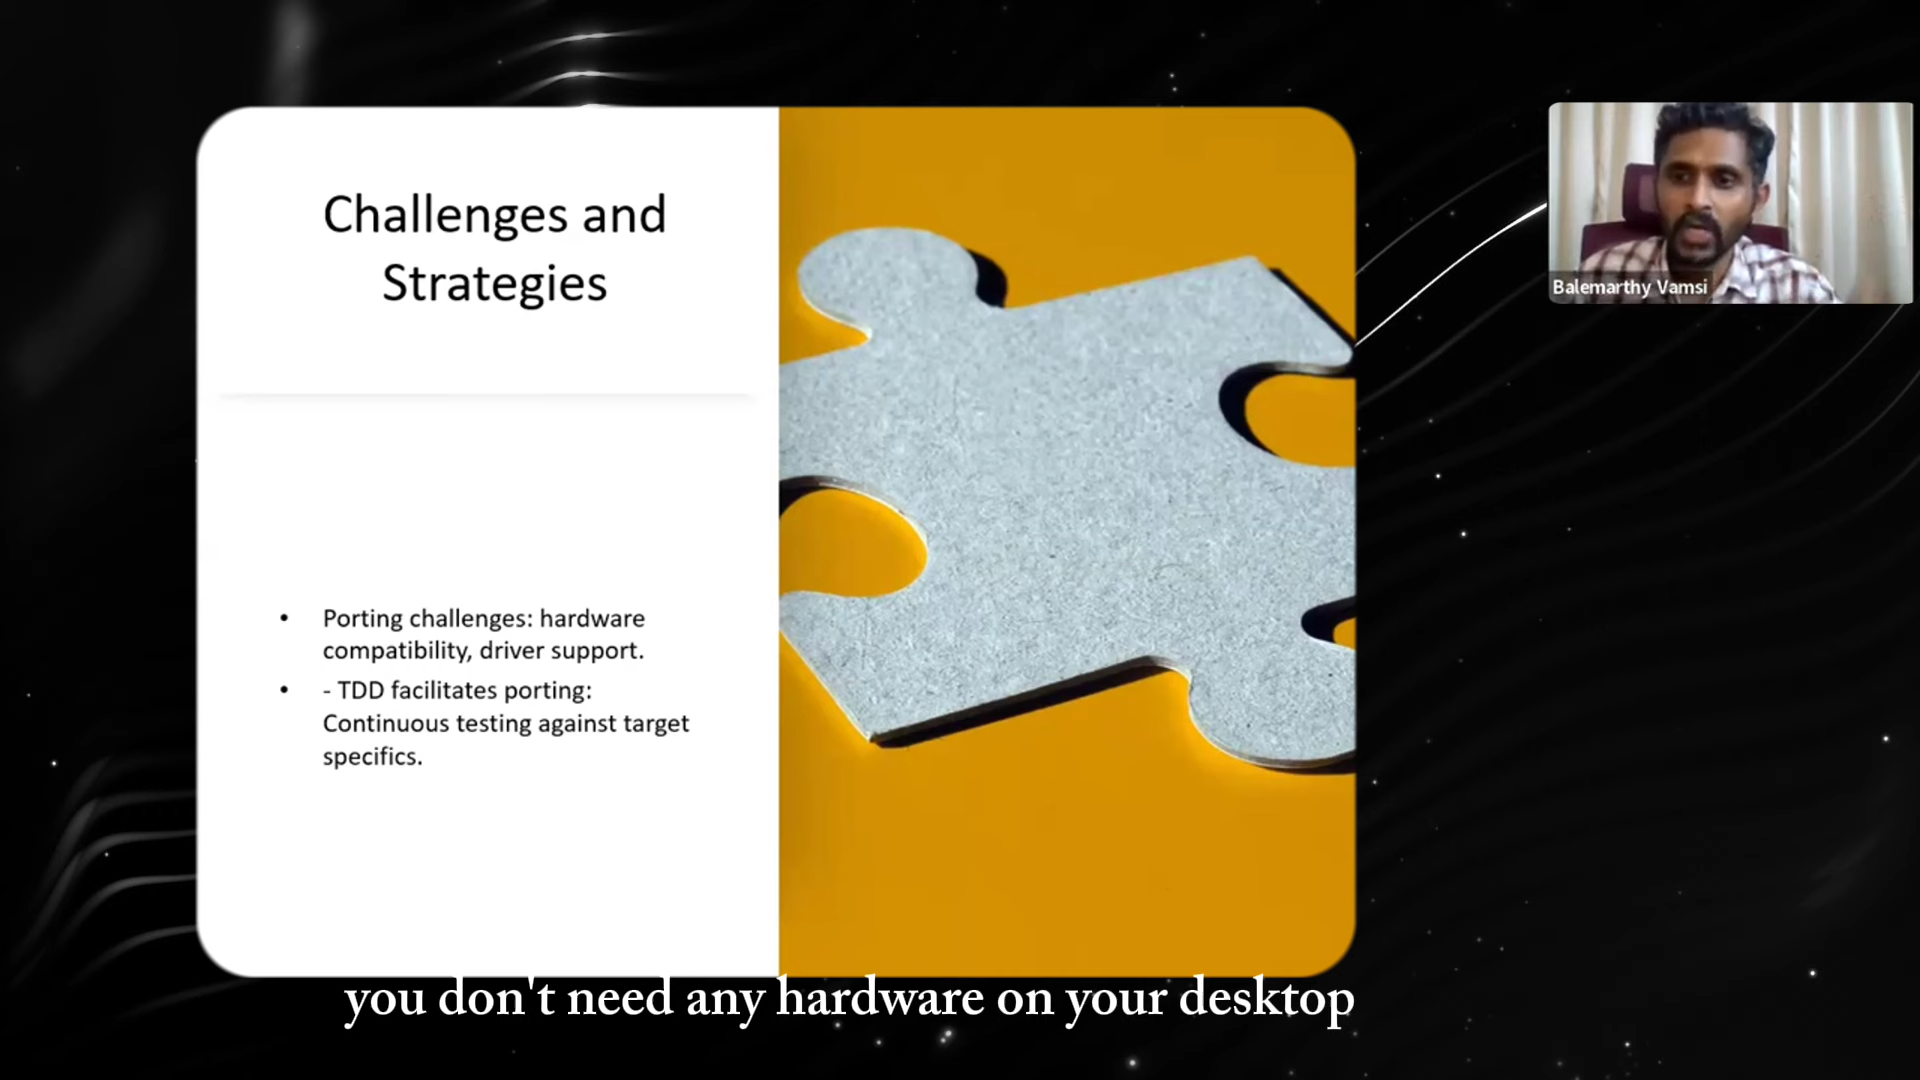 Challenges and
Strategies
• Porting challenges: hardware
compatibility, driver support.
• - TDD facilitates porting:
Continuous testing against target
specifics.
Balemarthy Vamsi
you don't need any hardware on your desktop